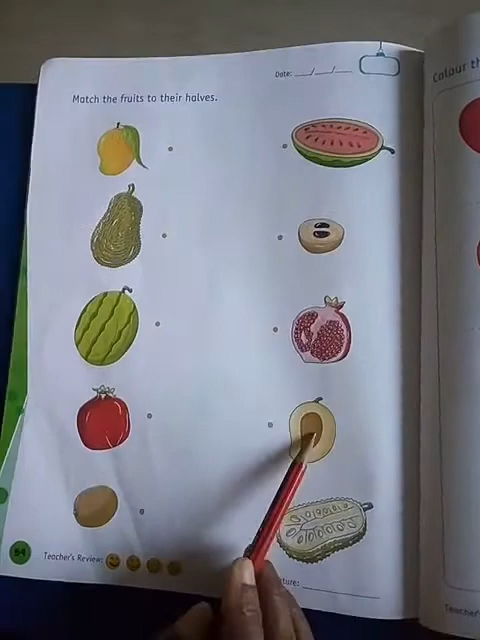 Date: __/__/__
Colour th
Match the fruits to their halves.
54
Teacher's Review:
ture:
Teacher'